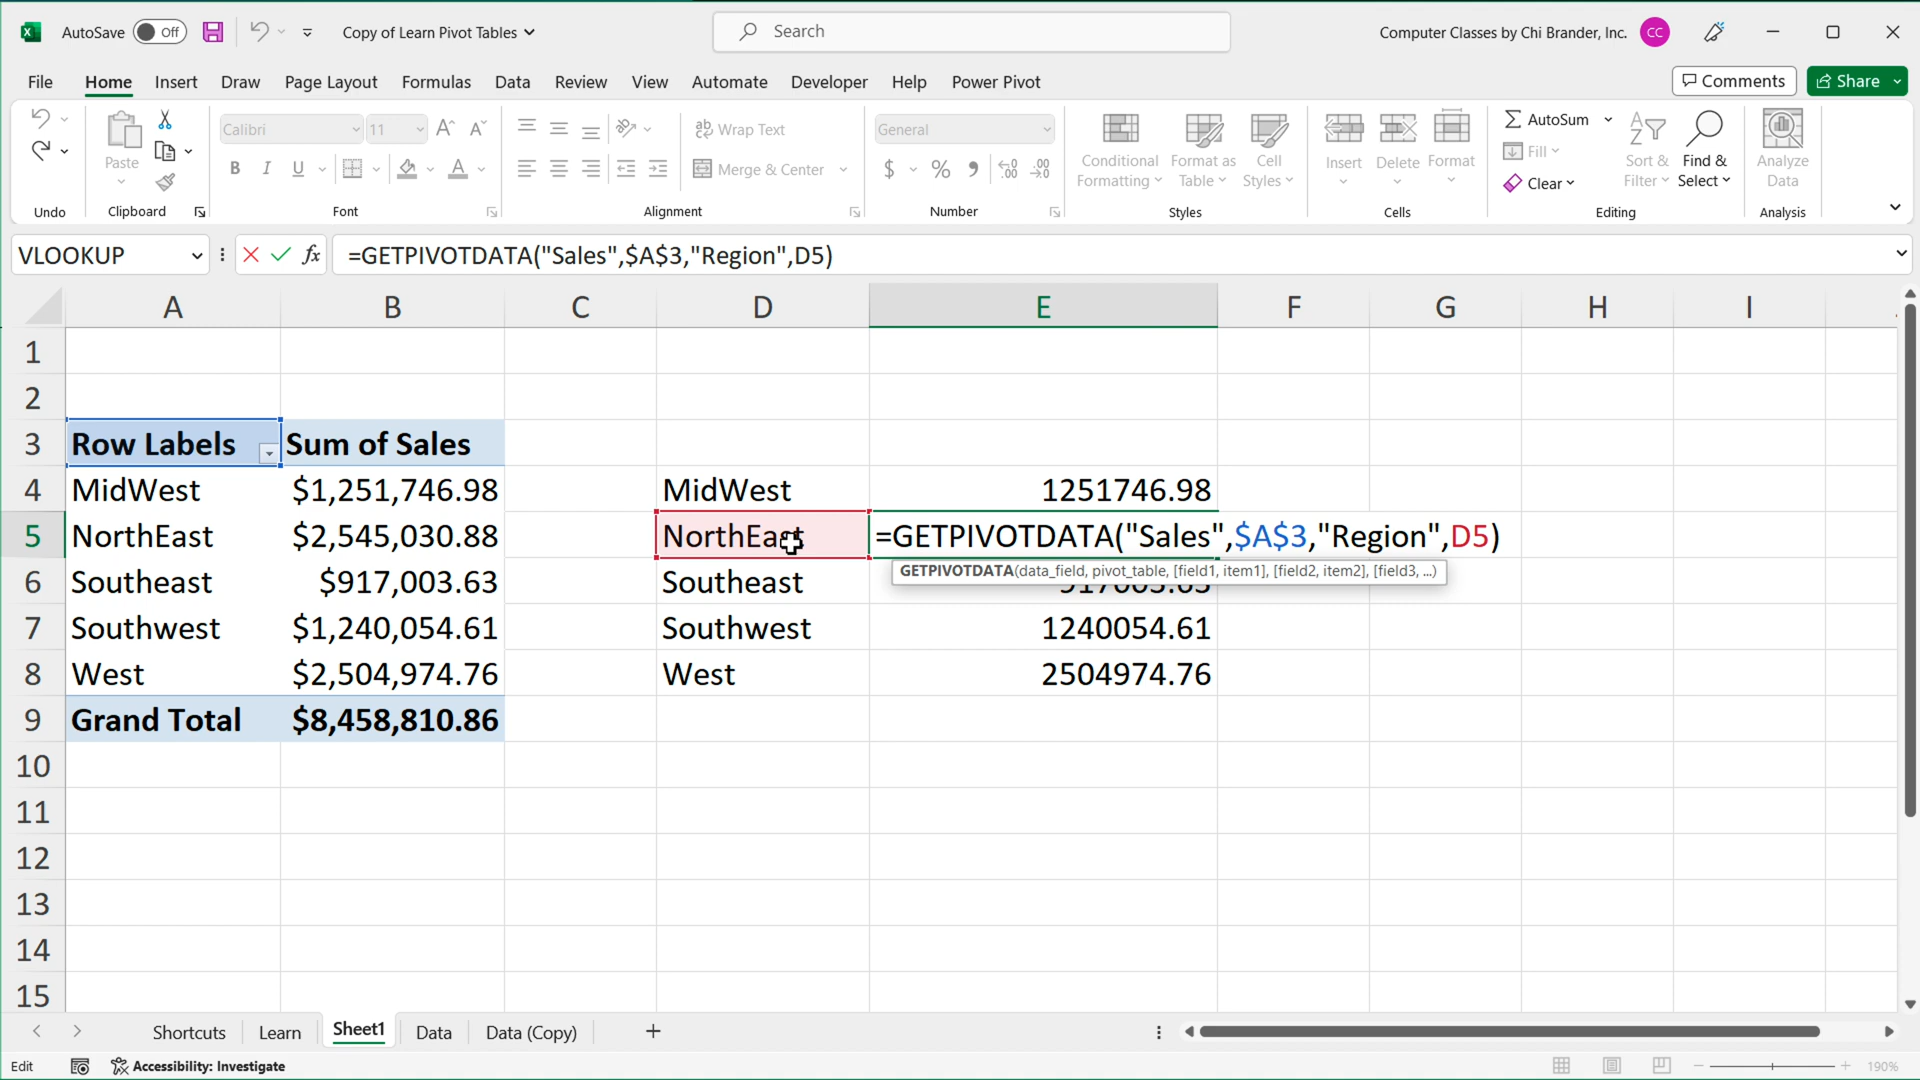 AutoSave Off Copy of Learn Pivot Tables Search Computer Classes by Chi Brander, Inc. CC
File Home Insert Draw Page Layout Formulas Data Review View Automate Developer Help Power Pivot Comments Share
Calibri 11 Wrap Text General AutoSum
Paste Conditional Formatting Format as Table Cell Styles Insert Delete Format Fill Sort & Filter Find & Select Analyze Data
B I U Merge & Center $ % Clear
Undo Clipboard Font Alignment Number Styles Cells Editing Analysis
VLOOKUP fx =GETPIVOTDATA("Sales",$A$3,"Region",D5)
A B C D E F G H I
1
2
3 Row Labels Sum of Sales
4 MidWest $1,251,746.98 MidWest 1251746.98
5 NorthEast $2,545,030.88 NorthEast =GETPIVOTDATA("Sales",$A$3,"Region",D5)
GETPIVOTDATA(data_field, pivot_table, [field1, item1], [field2, item2], [field3, ...)
6 Southeast $917,003.63 Southeast 917003.63
7 Southwest $1,240,054.61 Southwest 1240054.61
8 West $2,504,974.76 West 2504974.76
9 Grand Total $8,458,810.86
10
11
12
13
14
15
Shortcuts Learn Sheet1 Data Data (Copy)
Edit Accessibility: Investigate 190%